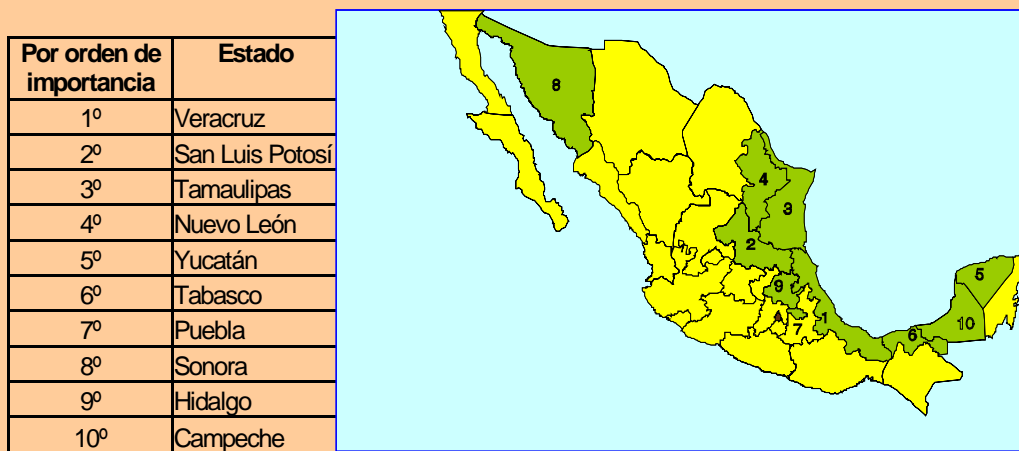 Por orden de importancia Estado
1º Veracruz
2º San Luis Potosí
3º Tamaulipas
4º Nuevo León
5º Yucatán
6º Tabasco
7º Puebla
8º Sonora
9º Hidalgo
10º Campeche
8
4
3
2
5
9
1
10
7
6